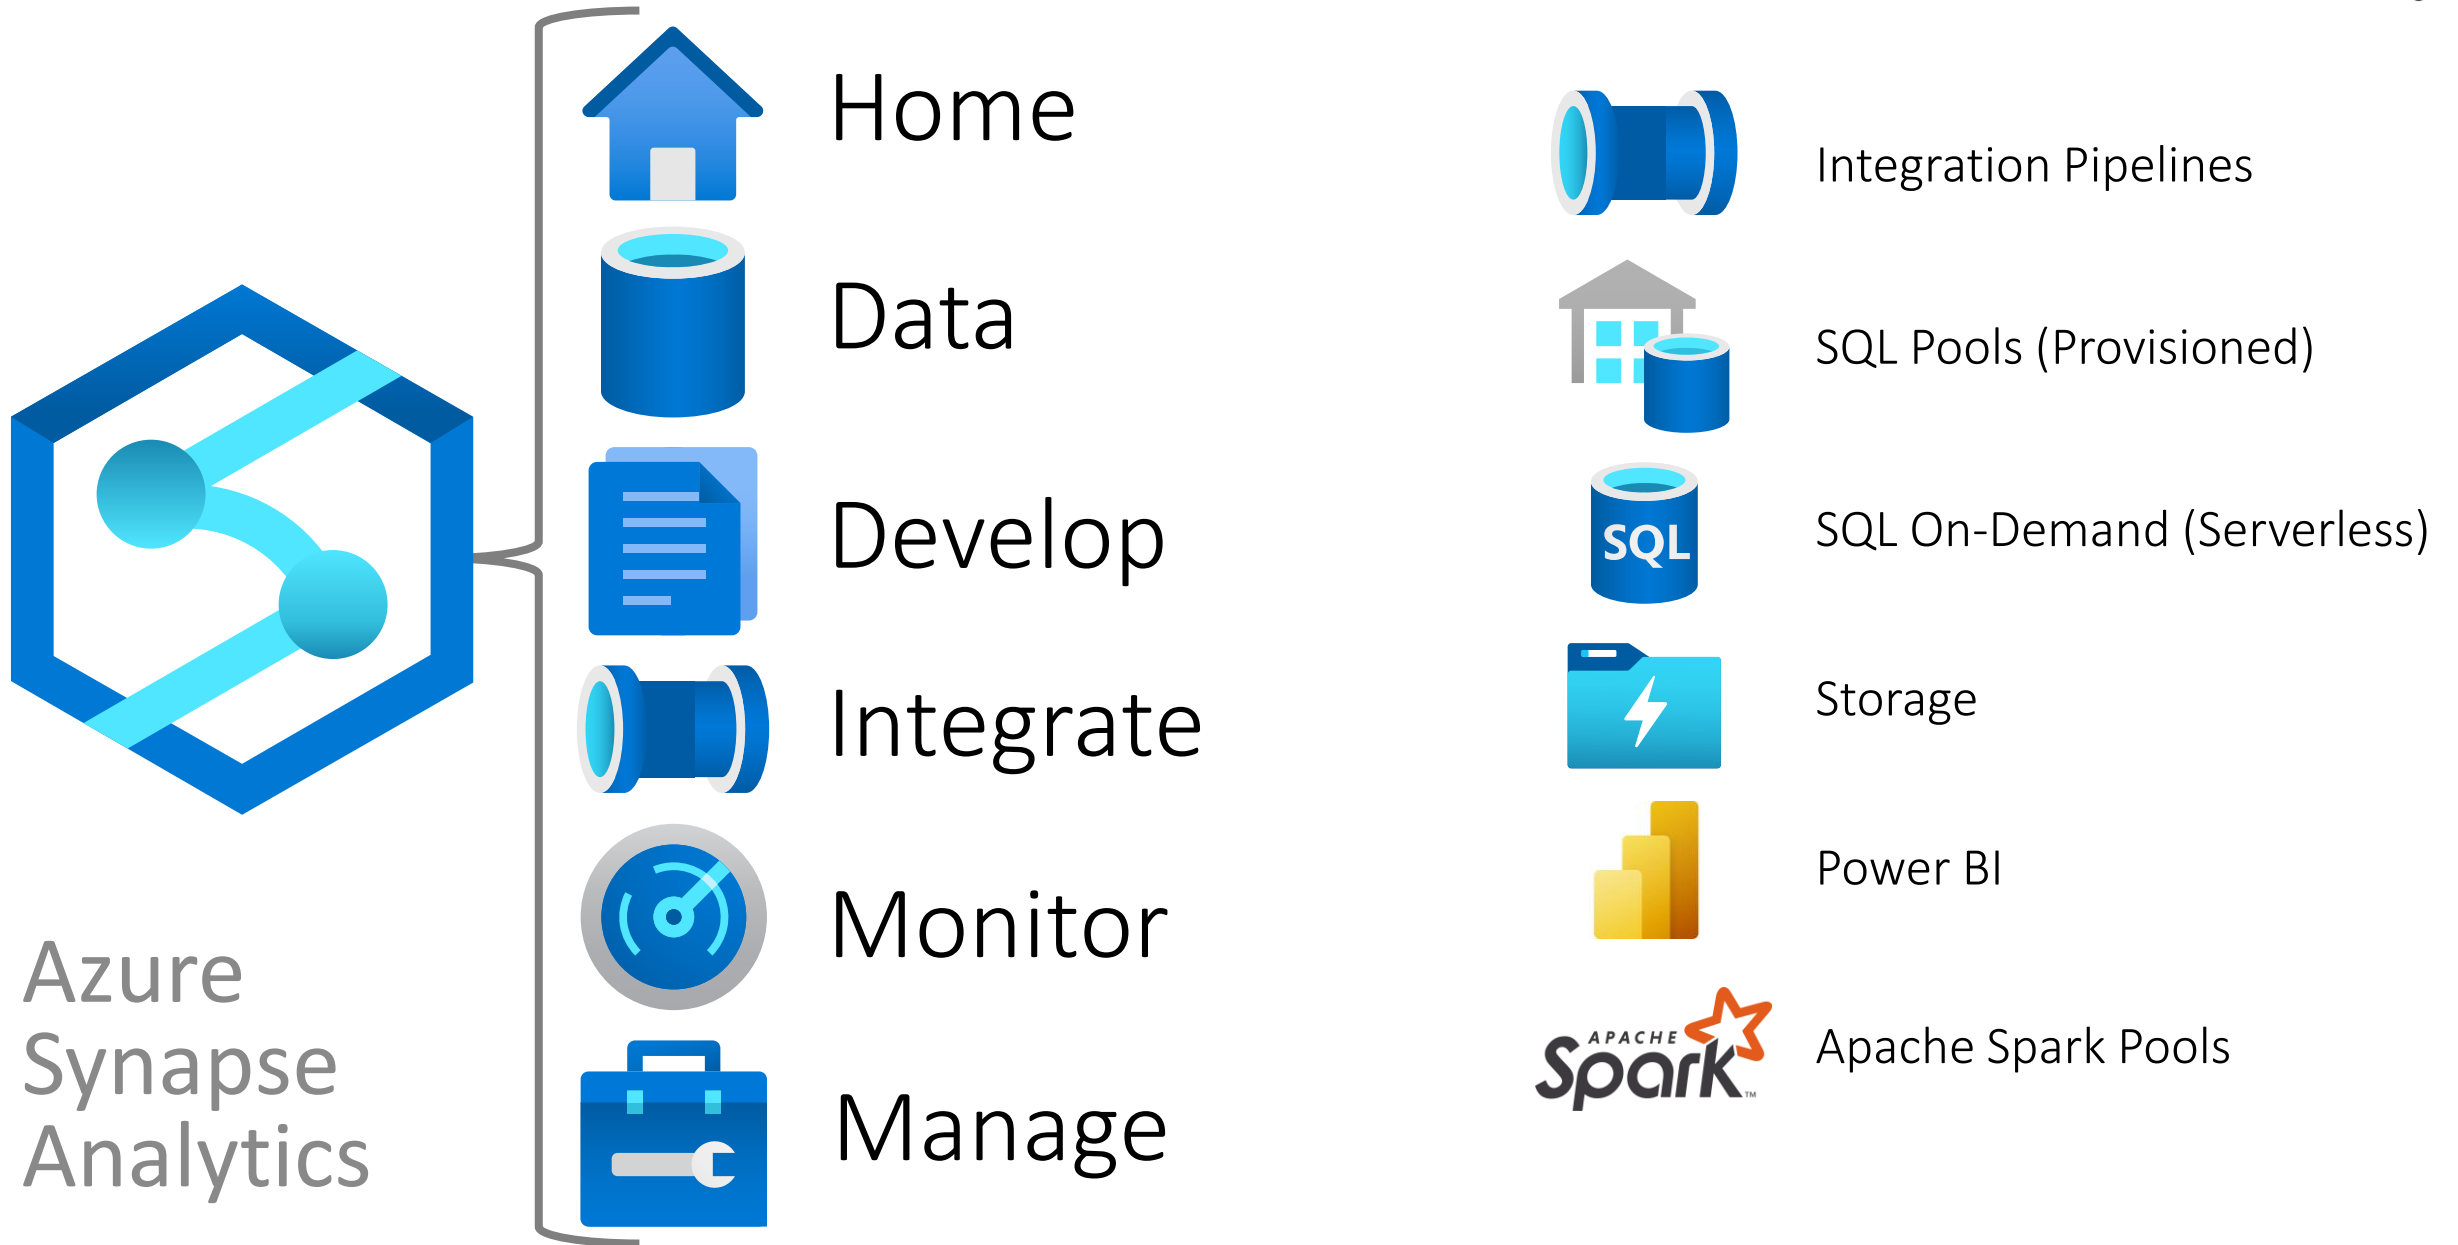 Azure
Synapse
Analytics
Home
Data
Develop
Integrate
Monitor
Manage
Integration Pipelines
SQL Pools (Provisioned)
SQL
SQL On-Demand (Serverless)
Storage
Power BI
APACHE
Spark™
Apache Spark Pools